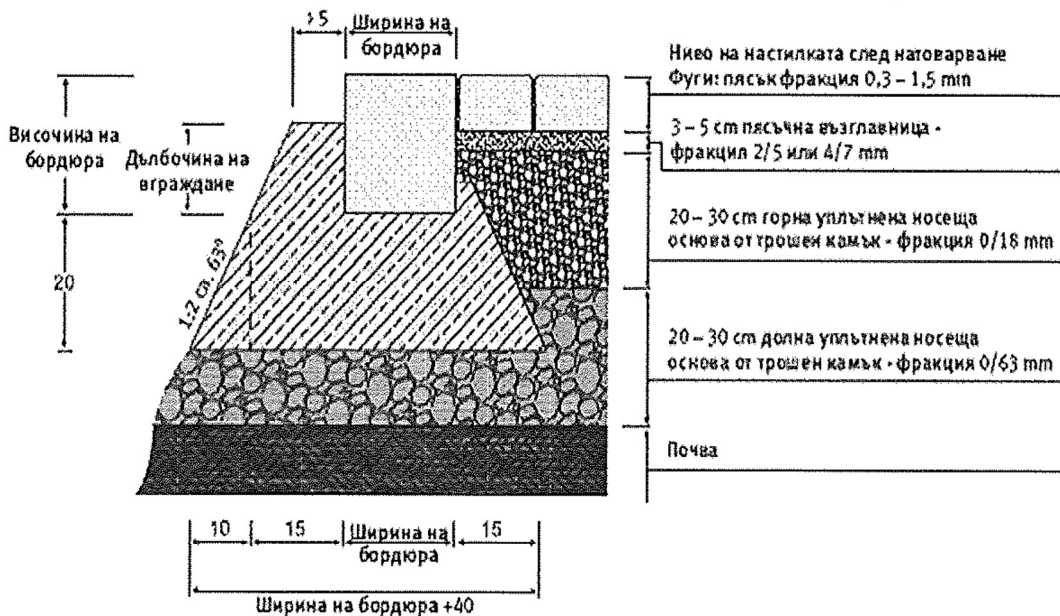 >5
Ширина на
бордюра
Височина на
бордюра
Дълбочина на
вграждане
20
1:2 св. 63°
10
15
Ширина на
бордюра
15
Ширина на бордюра +40
Ниво на настилката след натоварване
Фуги: пясък фракция 0,3 – 1,5 mm
3 – 5 cm пясъчна възглавница -
фракция 2/5 или 4/7 mm
20 – 30 cm горна уплътнена носеща
основа от трошен камък - фракция 0/18 mm
20 – 30 cm долна уплътнена носеща
основа от трошен камък - фракция 0/63 mm
Почва